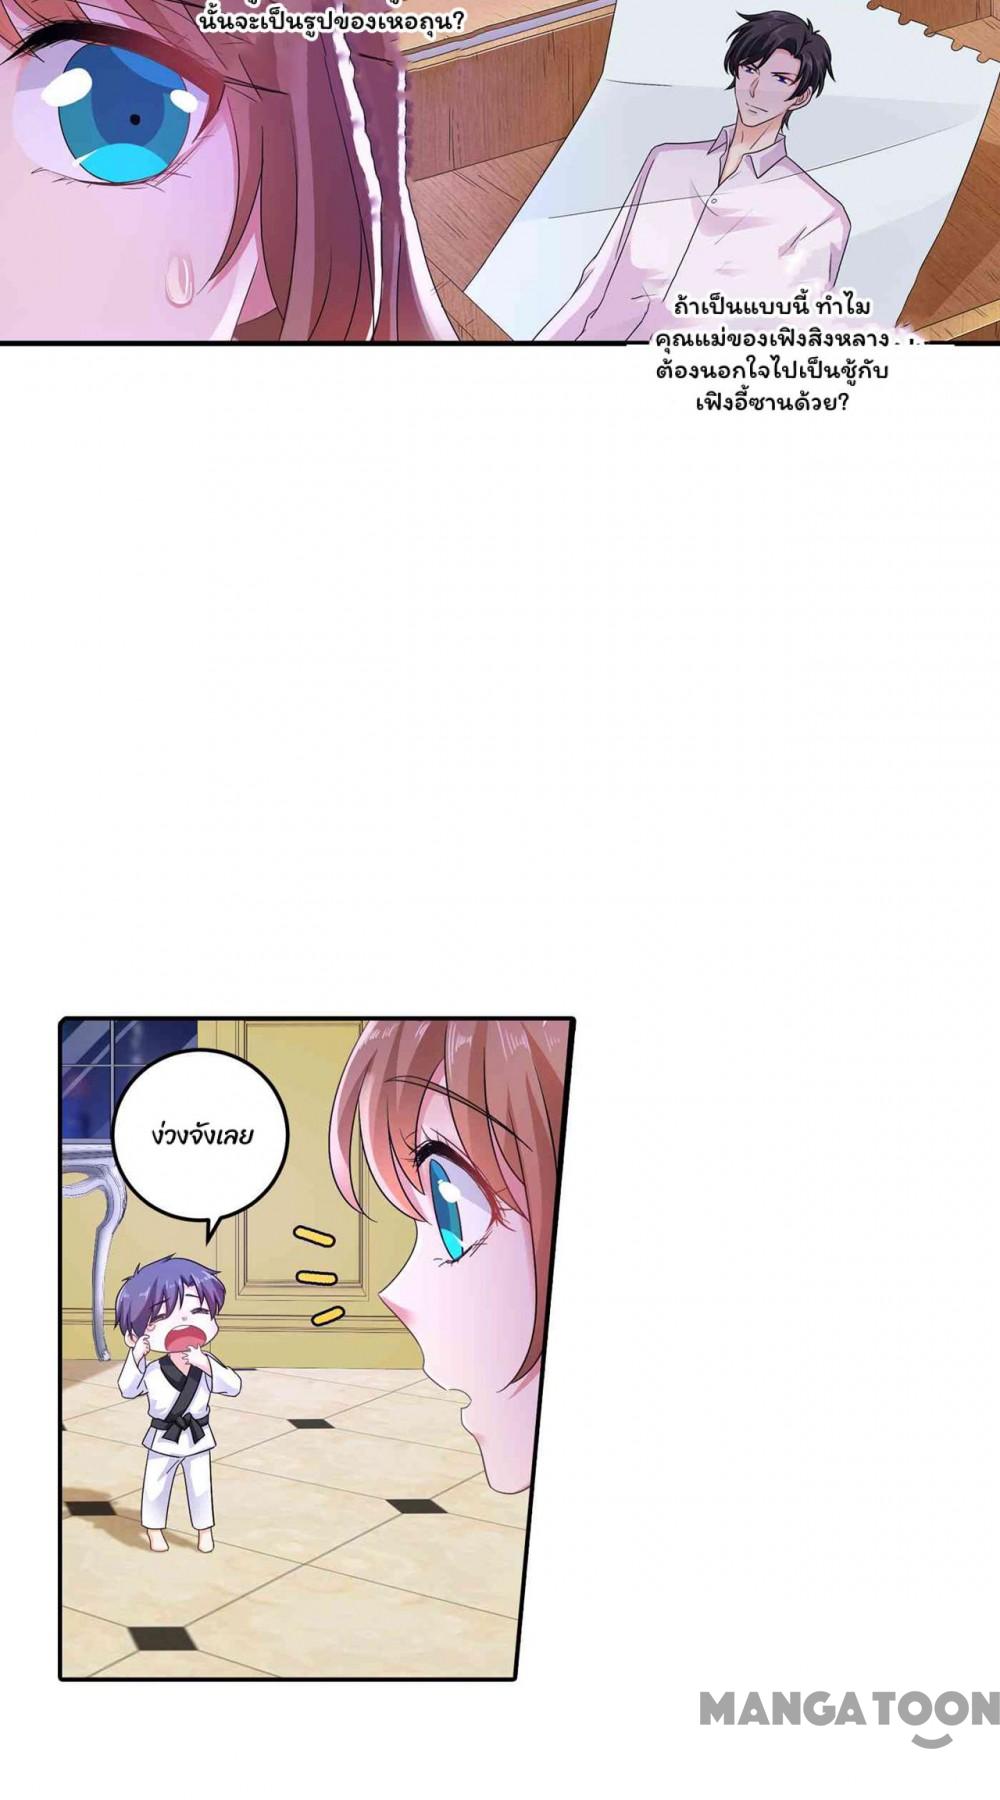 นั้นจะเป็นรูปของเหอถุน?
ถ้าเป็นแบบนี้ ทำไม
คุณแม่ของเฟิงสิงหลาง
ต้องนอกใจไปเป็นชู้กับ
เฟิงอี้ซานด้วย?
ง่วงจังเลย
MANGATOON